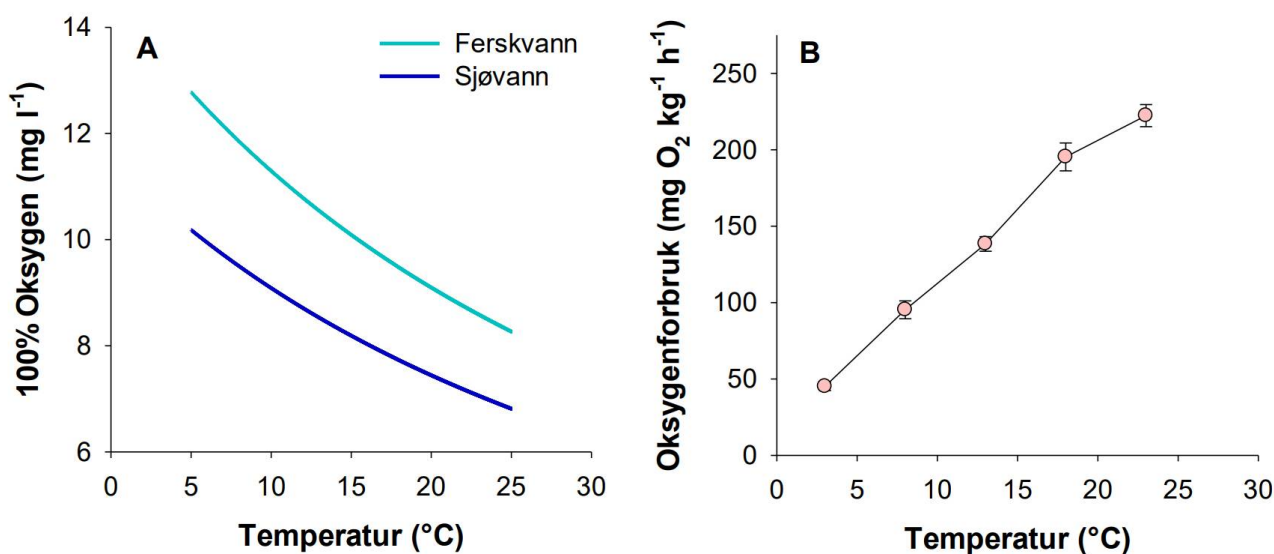 A
Ferskvann
Sjøvann
100% Oksygen (mg l⁻¹)
14
12
10
8
6
0 5 10 15 20 25 30
Temperatur (°C)
B
Oksygenforbruk (mg O₂ kg⁻¹ h⁻¹)
250
200
150
100
50
0
0 5 10 15 20 25 30
Temperatur (°C)